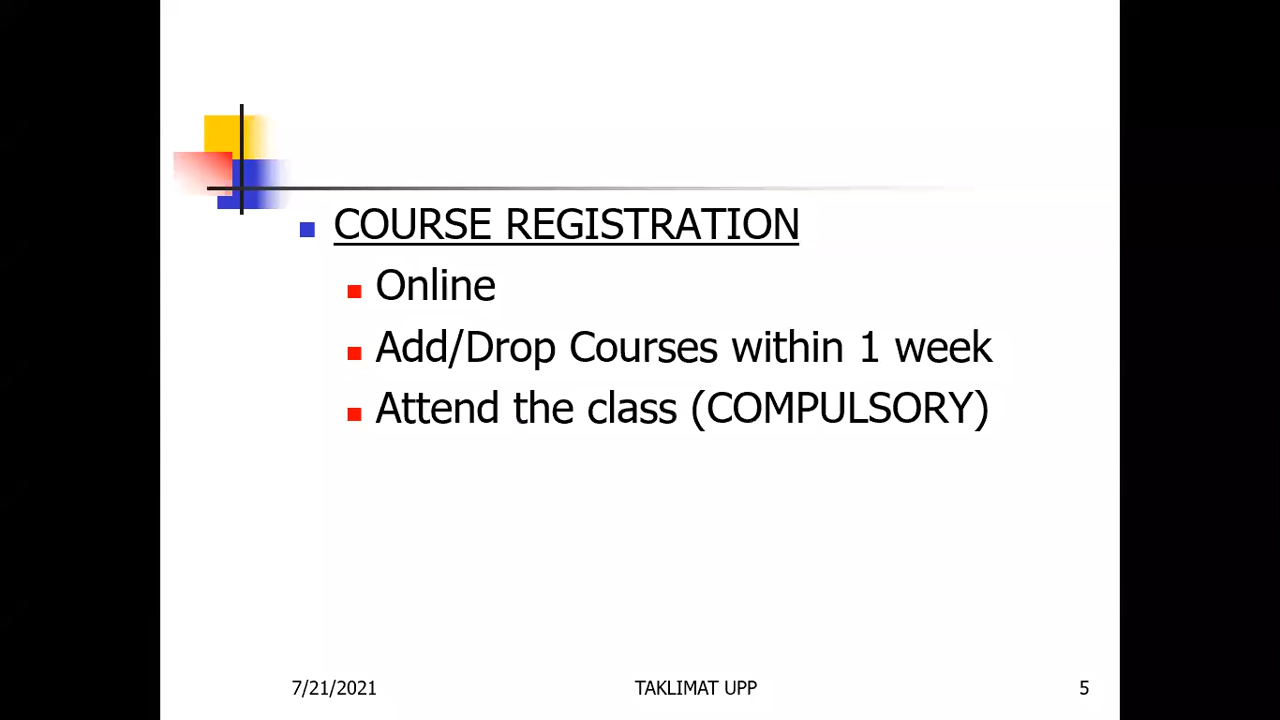 COURSE REGISTRATION
Online
Add/Drop Courses within 1 week
Attend the class (COMPULSORY)
7/21/2021 TAKLIMAT UPP 5